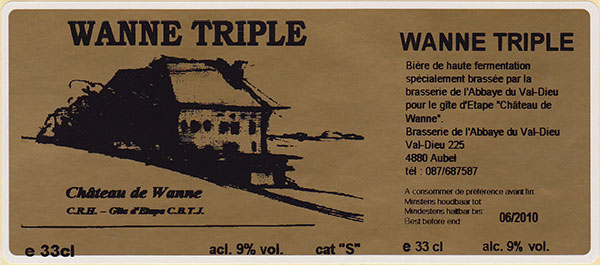 WANNE TRIPLE
Château de Wanne
C.R.H. – Gîte d'Etape C.B.T.J.
e 33cl
acl. 9% vol.
cat "S"
WANNE TRIPLE
Bière de haute fermentation
spécialement brassée par la
brasserie de l'Abbaye du Val-Dieu
pour le gîte d'Etape "Château de
Wanne".
Brasserie de l'Abbaye du Val-Dieu
Val-Dieu 225
4880 Aubel
tél : 087/687587
A consommer de préférence avant fin:
Minstens houdbaar tot:
Mindestens haltbar bis:
Best before end:
06/2010
e 33 cl
alc. 9% vol.